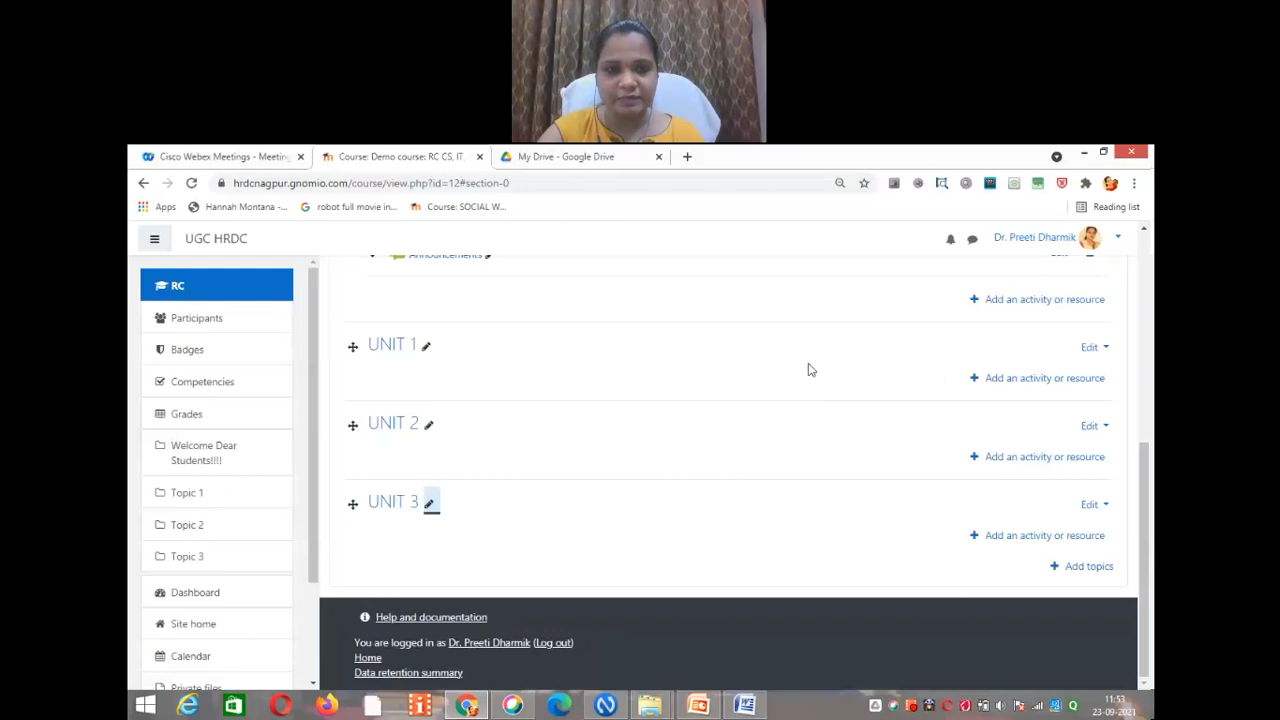 Cisco Webex Meetings - Meeting
Course: Demo course: RC CS, IT
My Drive - Google Drive
hrdcnagpur.gnomio.com/course/view.php?id=12#section-0
Apps
Hannah Montana -...
robot full movie in...
Course: SOCIAL W...
Reading list
UGC HRDC
Dr. Preeti Dharmik
RC
Participants
Badges
Competencies
Grades
Welcome Dear
Students!!!!
Topic 1
Topic 2
Topic 3
Dashboard
Site home
Calendar
Private files
Announcements
Edit
Add an activity or resource
UNIT 1
Edit
Add an activity or resource
UNIT 2
Edit
Add an activity or resource
UNIT 3
Edit
Add an activity or resource
Add topics
Help and documentation
You are logged in as Dr. Preeti Dharmik (Log out)
Home
Data retention summary
11:53
23-09-2021